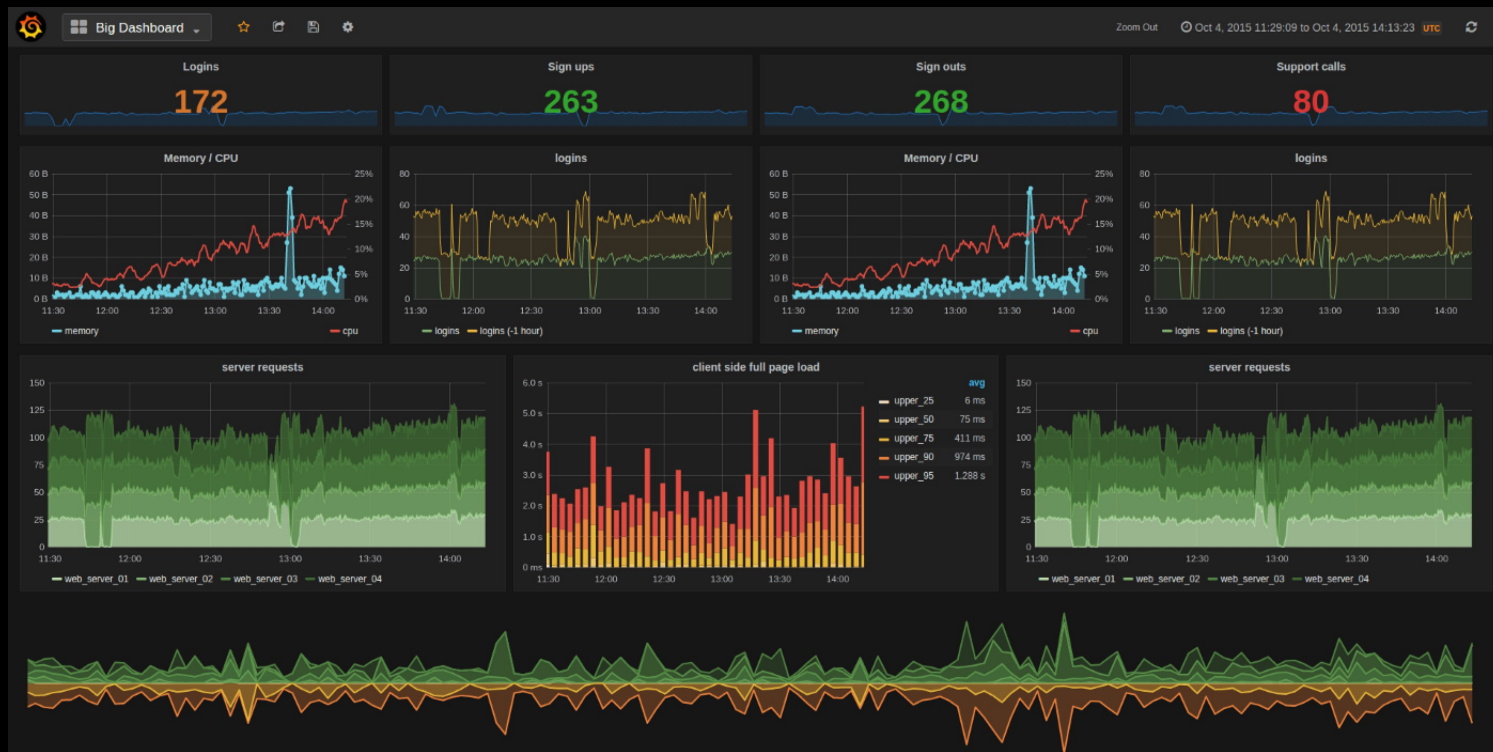 Big Dashboard
Zoom Out
Oct 4, 2015 11:29:09 to Oct 4, 2015 14:13:23 UTC
Logins
172
Sign ups
263
Sign outs
268
Support calls
80
Memory / CPU
60 B
50 B
40 B
30 B
20 B
10 B
0 B
25%
20%
15%
10%
5%
0%
11:30 12:00 12:30 13:00 13:30 14:00
memory cpu
logins
80
60
40
20
0
11:30 12:00 12:30 13:00 13:30 14:00
logins logins (-1 hour)
Memory / CPU
60 B
50 B
40 B
30 B
20 B
10 B
0 B
25%
20%
15%
10%
5%
0%
11:30 12:00 12:30 13:00 13:30 14:00
memory cpu
logins
80
60
40
20
0
11:30 12:00 12:30 13:00 13:30 14:00
logins logins (-1 hour)
server requests
150
125
100
75
50
25
0
11:30 12:00 12:30 13:00 13:30 14:00
web_server_01 web_server_02 web_server_03 web_server_04
client side full page load
6.0 s
5.0 s
4.0 s
3.0 s
2.0 s
1.0 s
0 ms
11:30 12:00 12:30 13:00 13:30 14:00
avg
upper_25 6 ms
upper_50 75 ms
upper_75 411 ms
upper_90 974 ms
upper_95 1.288 s
server requests
150
125
100
75
50
25
0
11:30 12:00 12:30 13:00 13:30 14:00
web_server_01 web_server_02 web_server_03 web_server_04